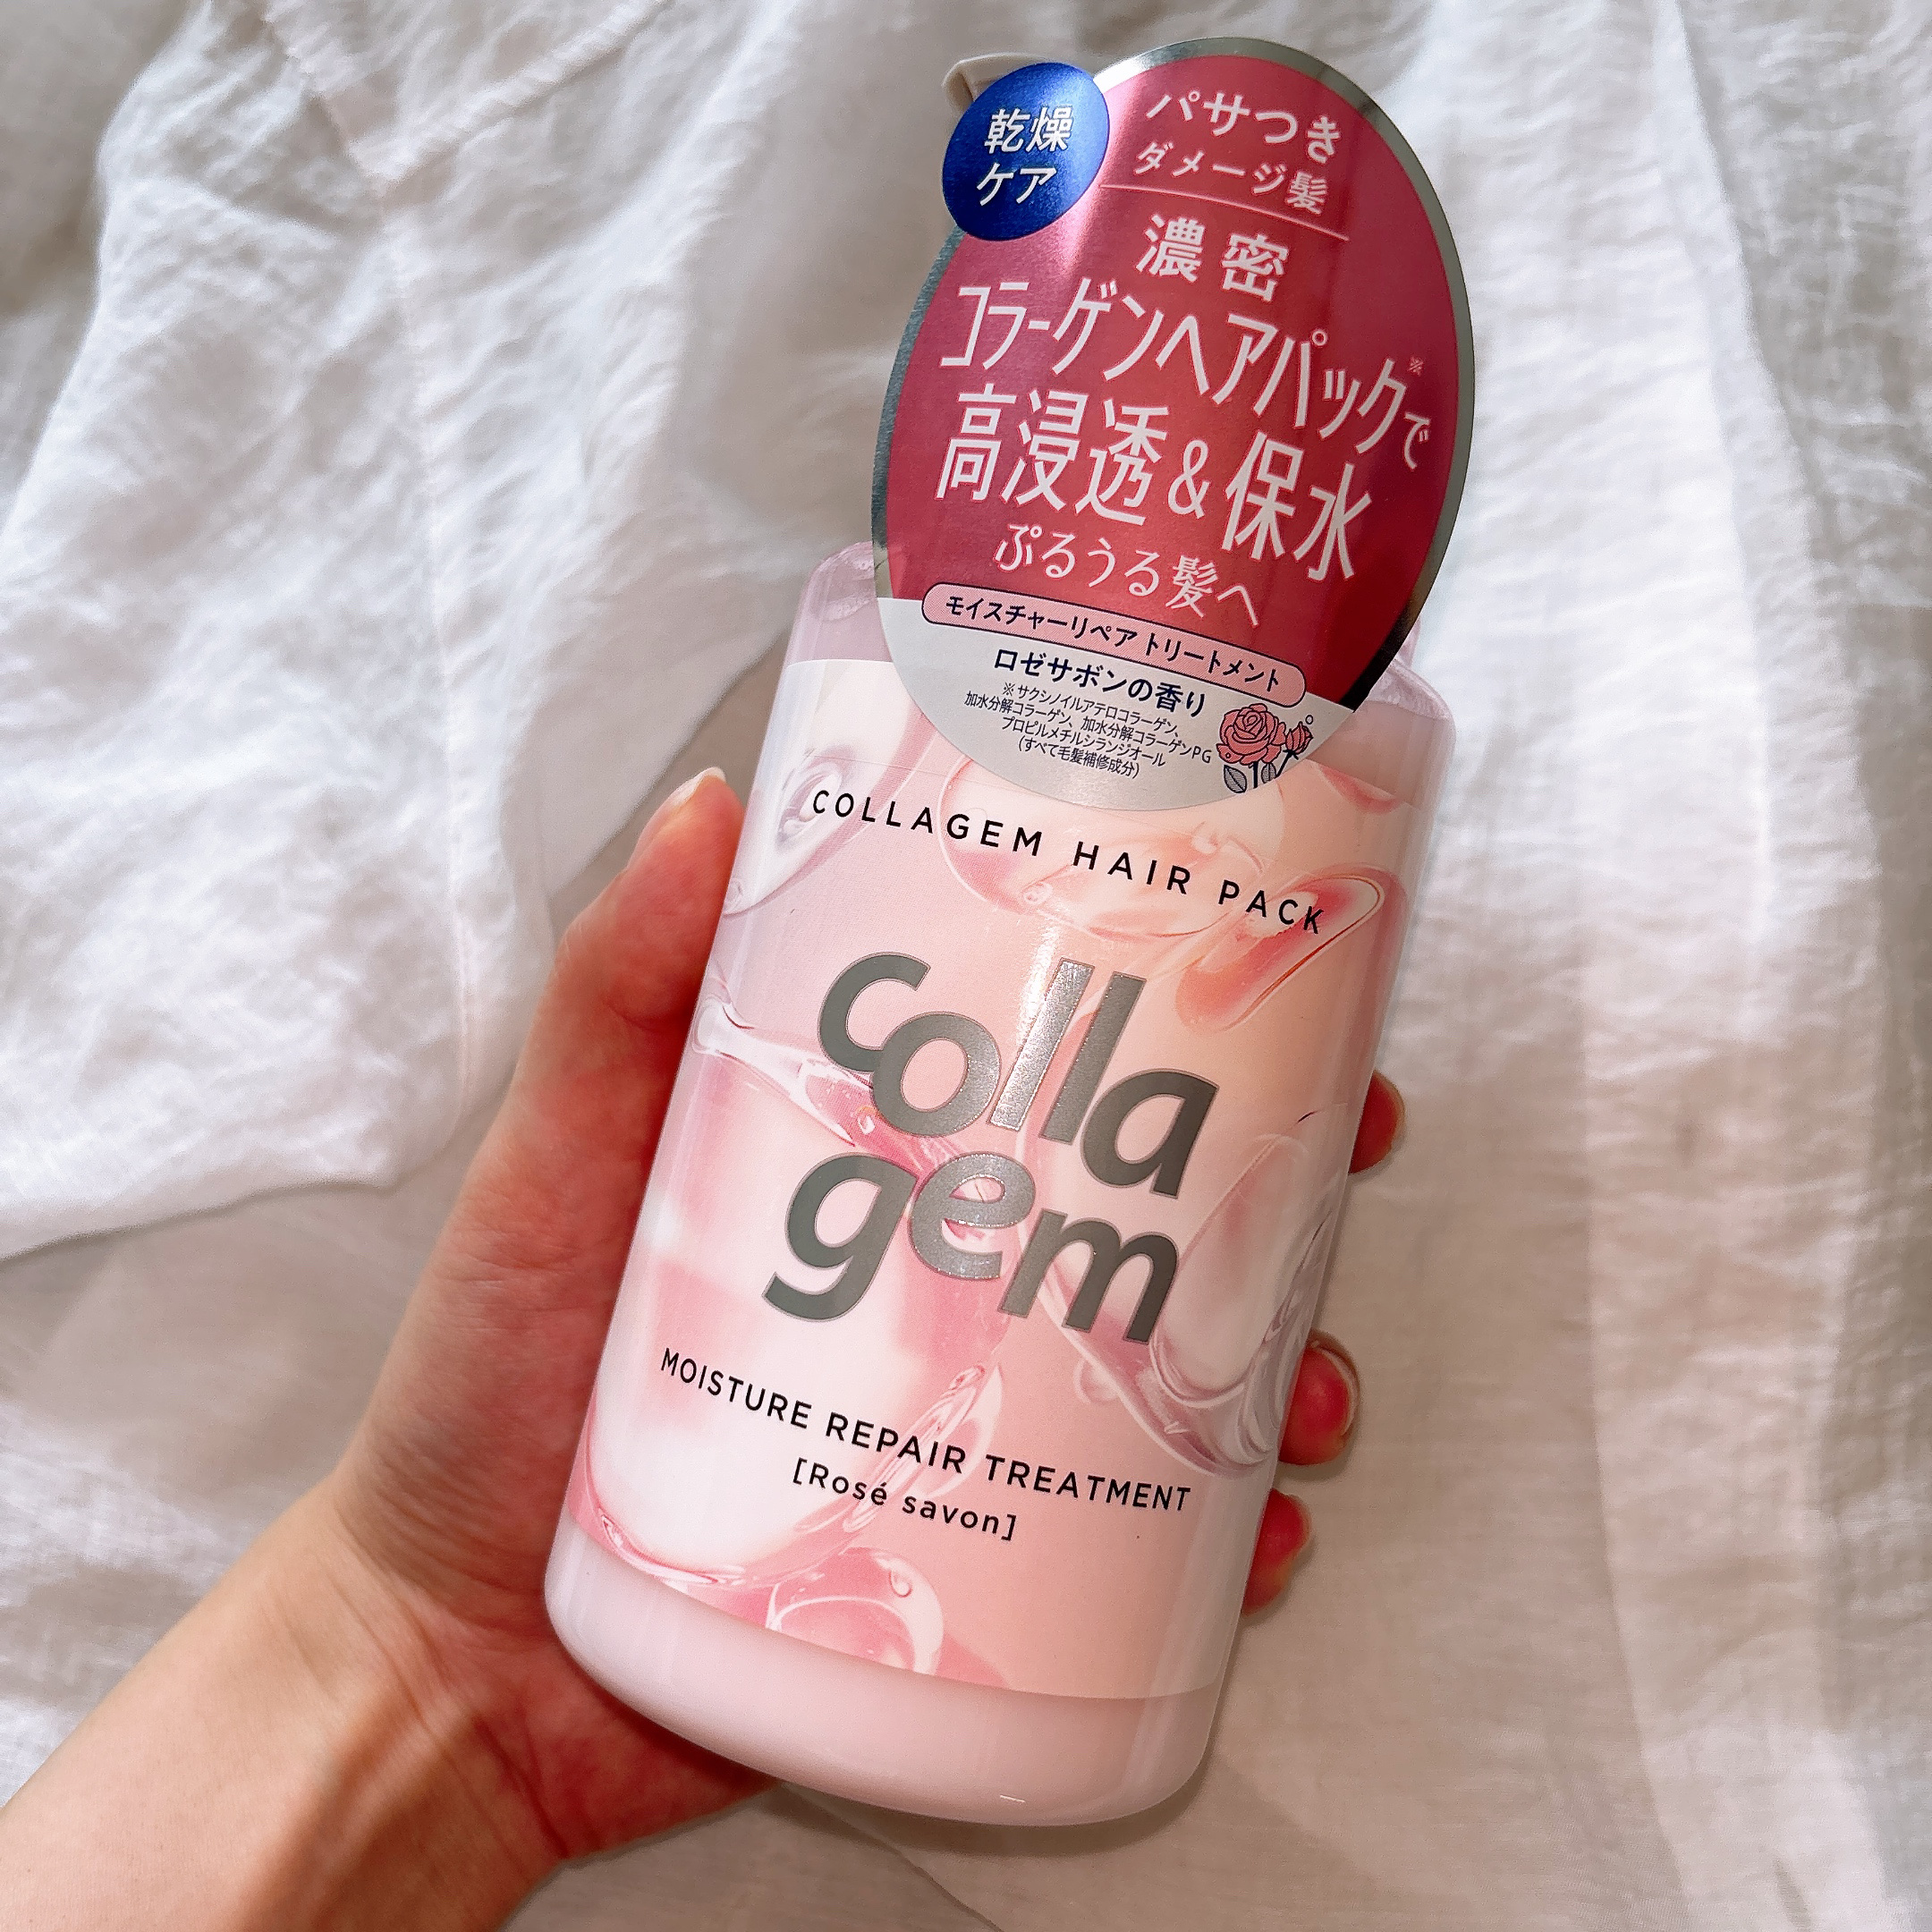 乾燥
ケア
パサつき
ダメージ髪
濃密
コラーゲンヘアパック※で
高浸透&保水
ぷるうる髪へ
モイスチャーリペア トリートメント
ロゼサボンの香り
※サクシノイルアテロコラーゲン、
加水分解コラーゲン、加水分解コラーゲンPG
プロピルメチルシランジオール
(すべて毛髪補修成分)
COLLAGEM HAIR PACK
colla
gem
MOISTURE REPAIR TREATMENT
[Rosé savon]